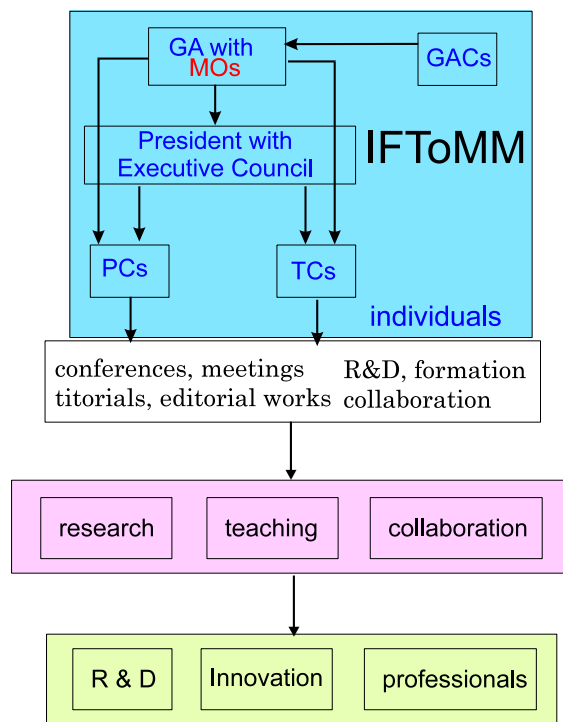 GA with
MOs
GACs
President with
Executive Council
IFToMM
PCs
TCs
individuals
conferences, meetings
titorials, editorial works
R&D, formation
collaboration
research
teaching
collaboration
R & D
Innovation
professionals